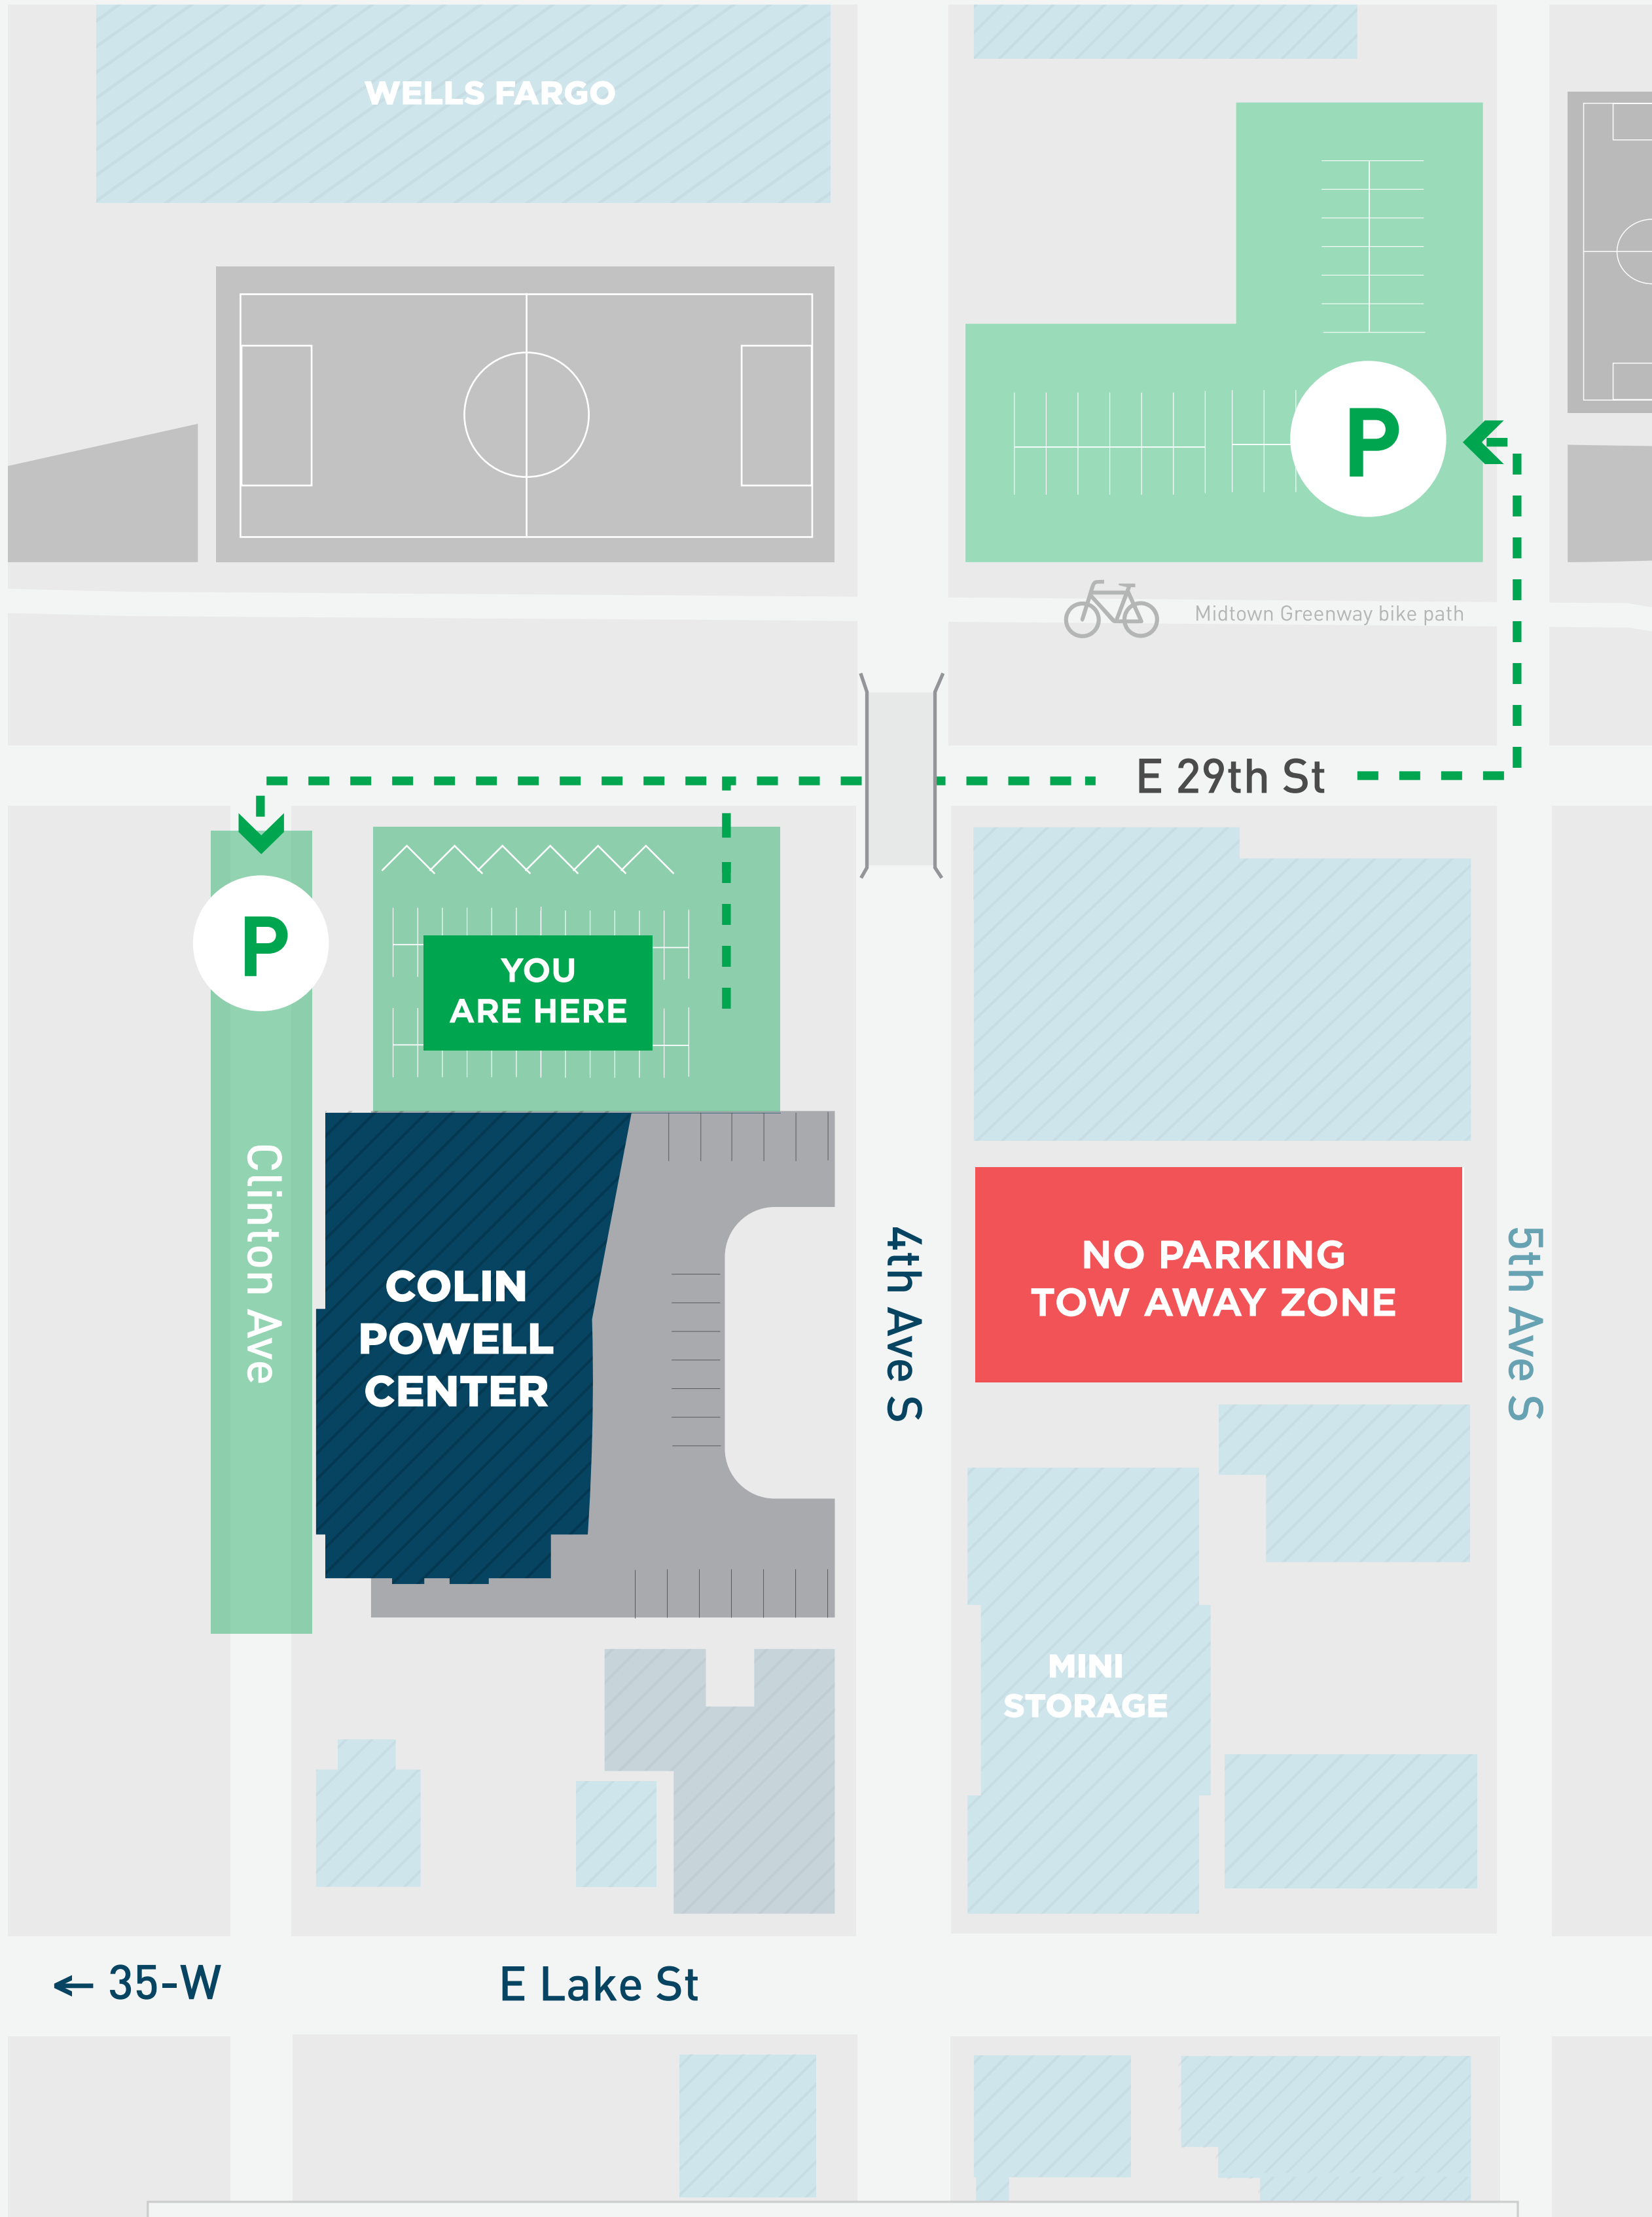 WELLS FARGO
P
Midtown Greenway bike path
E 29th St
P
YOU
ARE HERE
Clinton Ave
COLIN
POWELL
CENTER
4th Ave S
NO PARKING
TOW AWAY ZONE
5th Ave S
MINI
STORAGE
← 35-W
E Lake St